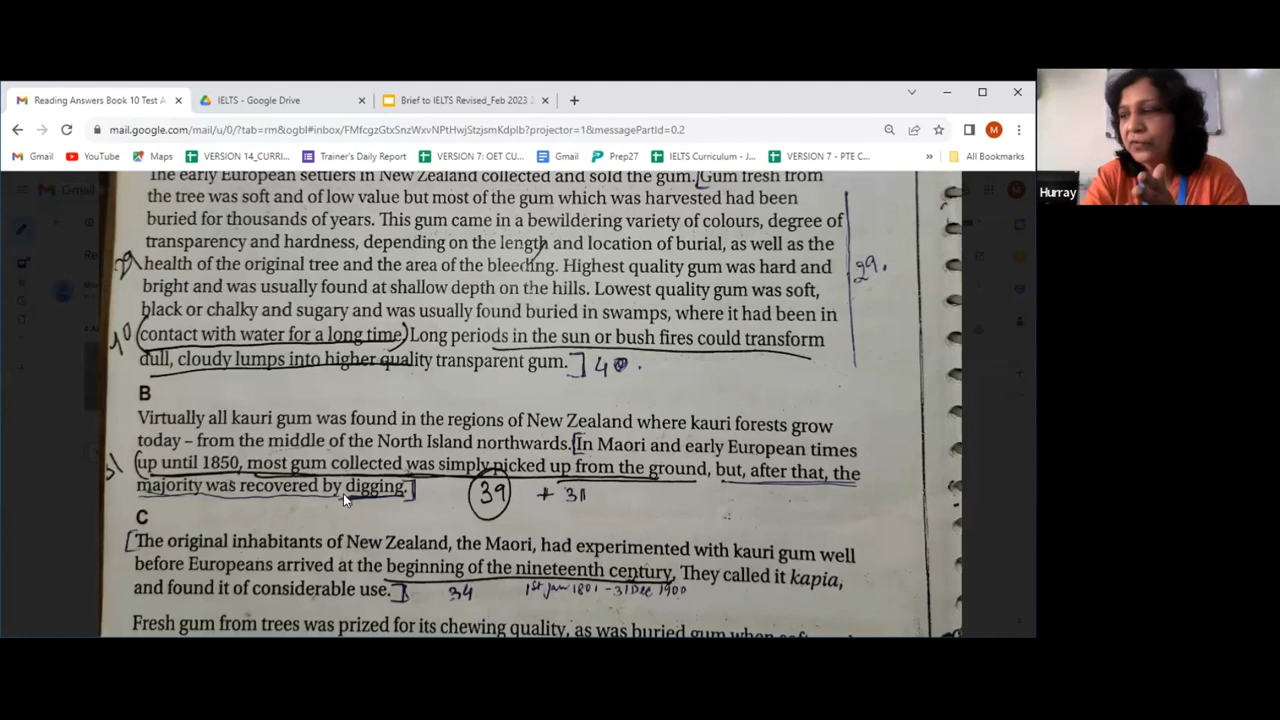 Reading Answers Book 10 Test A
IELTS - Google Drive
Brief to IELTS Revised_Feb 2023
mail.google.com/mail/u/0/?tab=rm&ogbl#inbox/FMfcgzGtxSnzWxvNPtHwjStzjsmKdplb?projector=1&messagePartId=0.2
M
Gmail
YouTube
Maps
VERSION 14_CURRI...
Trainer's Daily Report
VERSION 7: OET CU...
Gmail
Prep27
IELTS Curriculum - J...
VERSION 7 - PTE C...
»
All Bookmarks
Hurray
The early European settlers in New Zealand collected and sold the gum. [Gum fresh from
the tree was soft and of low value but most of the gum which was harvested had been
buried for thousands of years. This gum came in a bewildering variety of colours, degree of
transparency and hardness, depending on the length and location of burial, as well as the
health of the original tree and the area of the bleeding. Highest quality gum was hard and
29.
bright and was usually found at shallow depth on the hills. Lowest quality gum was soft,
black or chalky and sugary and was usually found buried in swamps, where it had been in
40 (contact with water for a long time) Long periods in the sun or bush fires could transform
dull, cloudy lumps into higher quality transparent gum.] 40.
B
Virtually all kauri gum was found in the regions of New Zealand where kauri forests grow
today – from the middle of the North Island northwards. [In Maori and early European times
31 (up until 1850, most gum collected was simply picked up from the ground, but, after that, the
majority was recovered by digging.] 39 + 31
C
[The original inhabitants of New Zealand, the Maori, had experimented with kauri gum well
before Europeans arrived at the beginning of the nineteenth century. They called it kapia,
and found it of considerable use.] 34 1st Jan 1801 - 31 Dec 1900
Fresh gum from trees was prized for its chewing quality, as was buried gum when